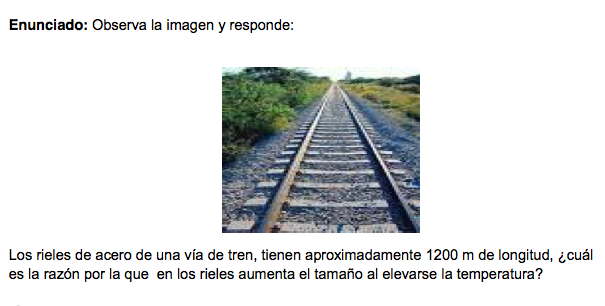 Enunciado: Observa la imagen y responde:
Los rieles de acero de una vía de tren, tienen aproximadamente 1200 m de longitud, ¿cuál
es la razón por la que en los rieles aumenta el tamaño al elevarse la temperatura?